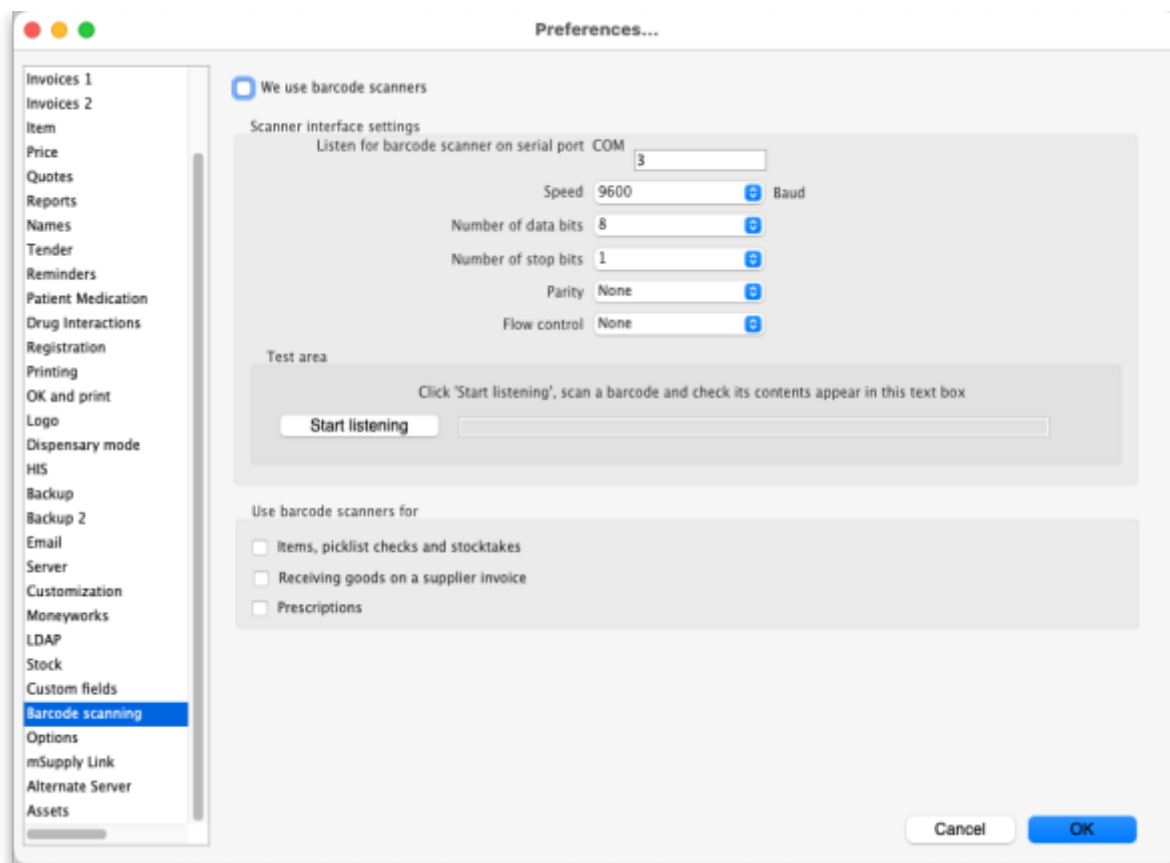 Preferences...
Invoices 1
Invoices 2
Item
Price
Quotes
Reports
Names
Tender
Reminders
Patient Medication
Drug Interactions
Registration
Printing
OK and print
Logo
Dispensary mode
HIS
Backup
Backup 2
Email
Server
Customization
Moneyworks
LDAP
Stock
Custom fields
Barcode scanning
Options
mSupply Link
Alternate Server
Assets
We use barcode scanners
Scanner interface settings
Listen for barcode scanner on serial port COM 3
Speed 9600 Baud
Number of data bits 8
Number of stop bits 1
Parity None
Flow control None
Test area
Click 'Start listening', scan a barcode and check its contents appear in this text box
Start listening
Use barcode scanners for
Items, picklist checks and stocktakes
Receiving goods on a supplier invoice
Prescriptions
Cancel OK